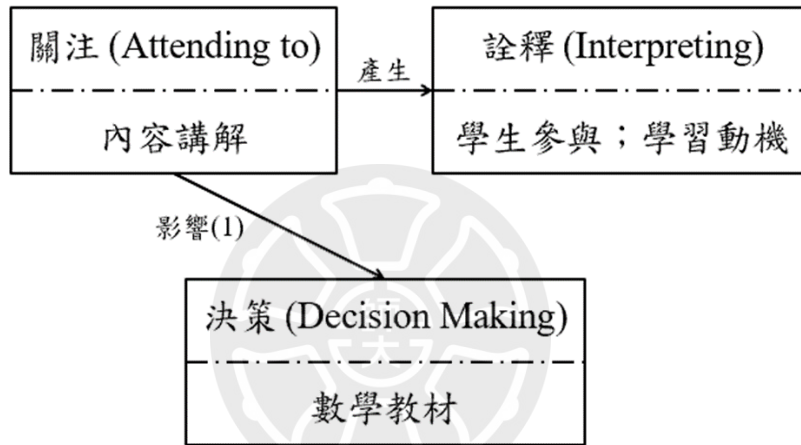 關注 (Attending to)
內容講解
產生
詮釋 (Interpreting)
學生參與；學習動機
影響(1)
決策 (Decision Making)
數學教材